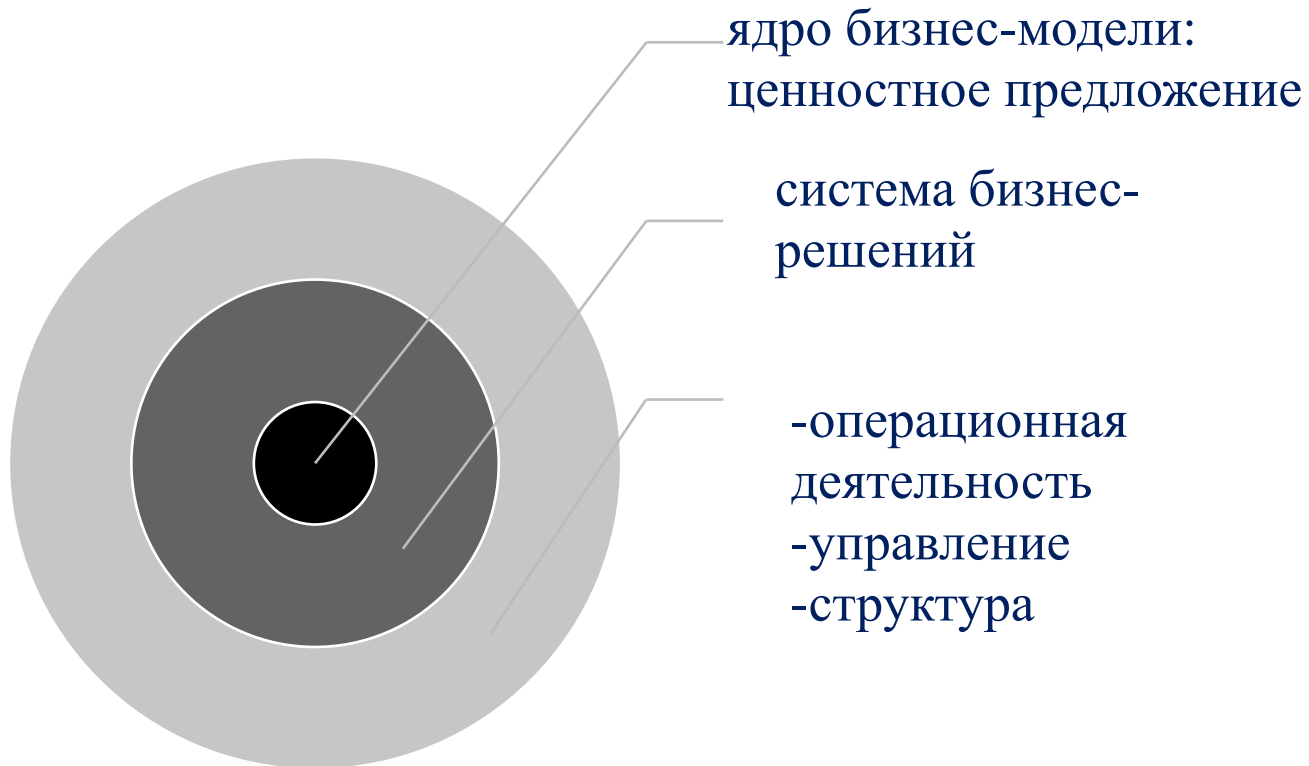 ядро бизнес-модели:
ценностное предложение
система бизнес-
решений
-операционная
деятельность
-управление
-структура